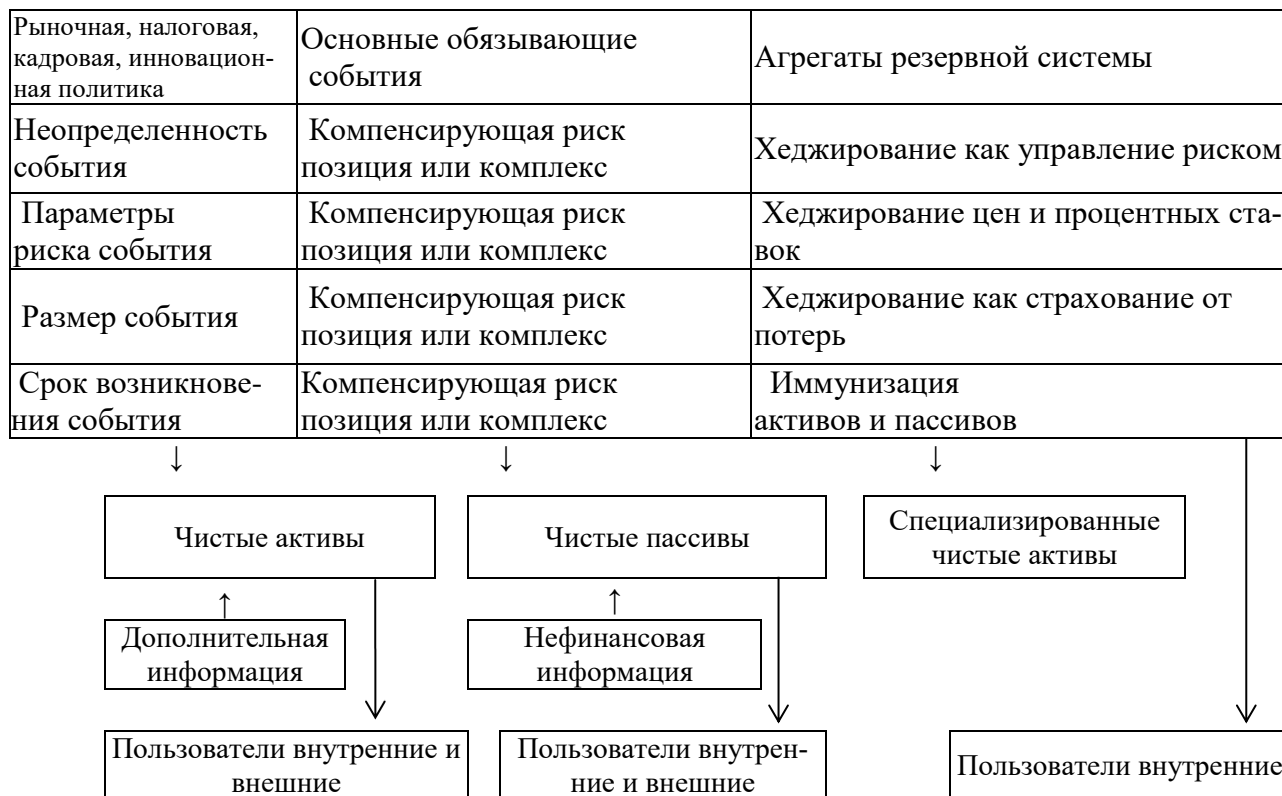 Рыночная, налоговая,
кадровая, инновацион-
ная политика
Основные обязывающие
события
Агрегаты резервной системы
Неопределенность
события
Компенсирующая риск
позиция или комплекс
Хеджирование как управление риском
Параметры
риска события
Компенсирующая риск
позиция или комплекс
Хеджирование цен и процентных ста-
вок
Размер события
Компенсирующая риск
позиция или комплекс
Хеджирование как страхование от
потерь
Срок возникнове-
ния события
Компенсирующая риск
позиция или комплекс
Иммунизация
активов и пассивов
↓ ↓ ↓
Чистые активы
Чистые пассивы
Специализированные
чистые активы
↑ ↑
Дополнительная
информация
Нефинансовая
информация
Пользователи внутренние и
внешние
Пользователи внутрен-
ние и внешние
Пользователи внутренние